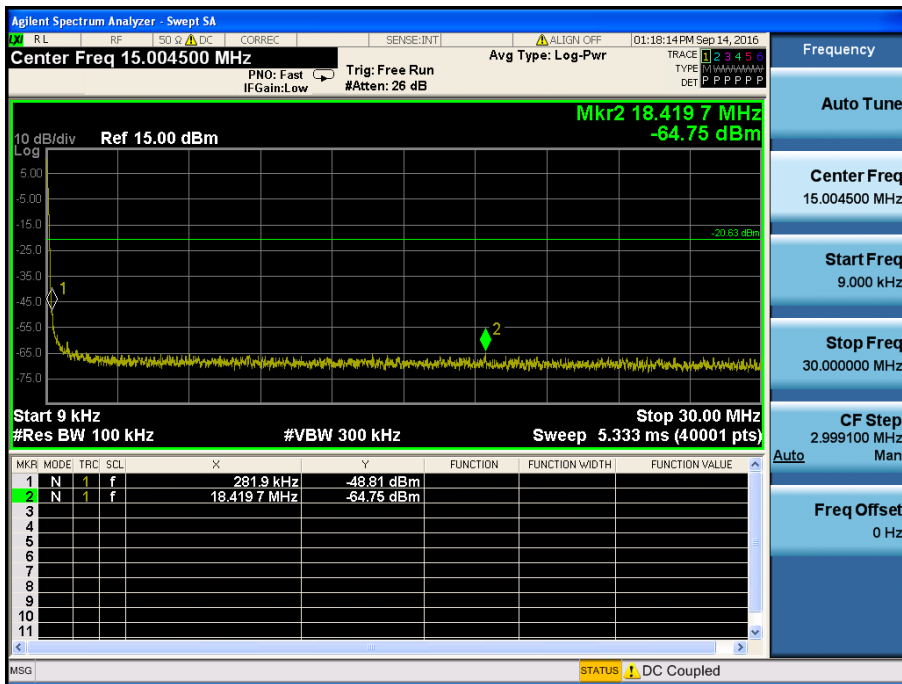 Agilent Spectrum Analyzer - Swept SA
LXI RL RF 50 Ω DC CORREC SENSE:INT ALIGN OFF 01:18:14 PM Sep 14, 2016
Center Freq 15.004500 MHz
PNO: Fast
IFGain:Low
Trig: Free Run
#Atten: 26 dB
Avg Type: Log-Pwr
TRACE 1 2 3 4 5 6
TYPE MWWWWW
DET P P P P P P
Mkr2 18.419 7 MHz
-64.75 dBm
10 dB/div Ref 15.00 dBm
Log
5.00
-5.00
-15.0
-20.63 dBm
-25.0
-35.0
1
-45.0
-55.0
2
-65.0
-75.0
Start 9 kHz Stop 30.00 MHz
#Res BW 100 kHz #VBW 300 kHz Sweep 5.333 ms (40001 pts)
MKR MODE TRC SCL X Y FUNCTION FUNCTION WIDTH FUNCTION VALUE
1 N 1 f 281.9 kHz -48.81 dBm
2 N 1 f 18.419 7 MHz -64.75 dBm
3
4
5
6
7
8
9
10
11
MSG STATUS DC Coupled
Frequency
Auto Tune
Center Freq
15.004500 MHz
Start Freq
9.000 kHz
Stop Freq
30.000000 MHz
CF Step
2.999100 MHz
Auto Man
Freq Offset
0 Hz